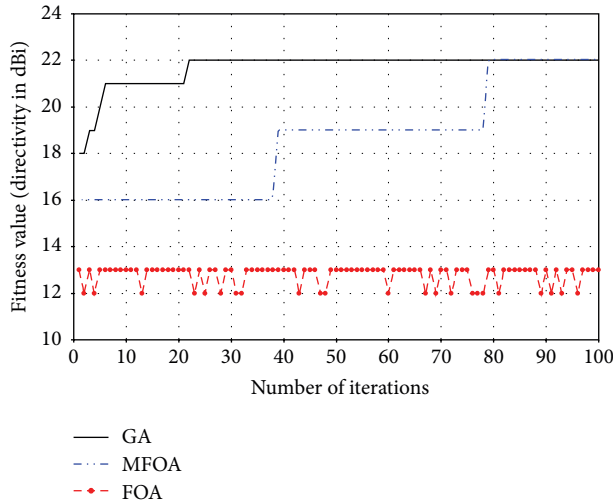 Fitness value (directivity in dBi)
24
22
20
18
16
14
12
10
0 10 20 30 40 50 60 70 80 90 100
Number of iterations
GA
MFOA
FOA